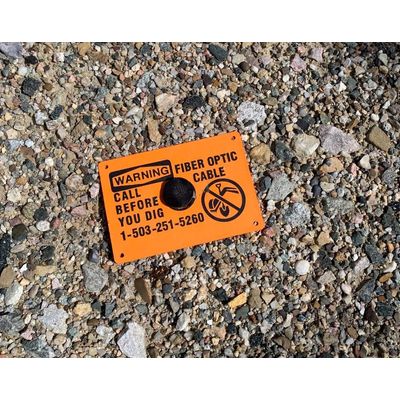 WARNING
FIBER OPTIC
CABLE
CALL
BEFORE
YOU DIG
1-503-251-5260